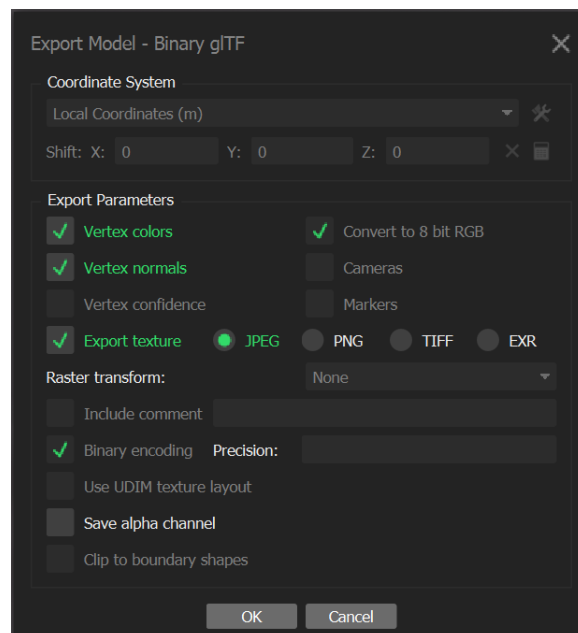 Export Model - Binary glTF
Coordinate System
Local Coordinates (m)
Shift: X: 0 Y: 0 Z: 0
Export Parameters
Vertex colors Convert to 8 bit RGB
Vertex normals Cameras
Vertex confidence Markers
Export texture JPEG PNG TIFF EXR
Raster transform: None
Include comment
Binary encoding Precision:
Use UDIM texture layout
Save alpha channel
Clip to boundary shapes
OK Cancel